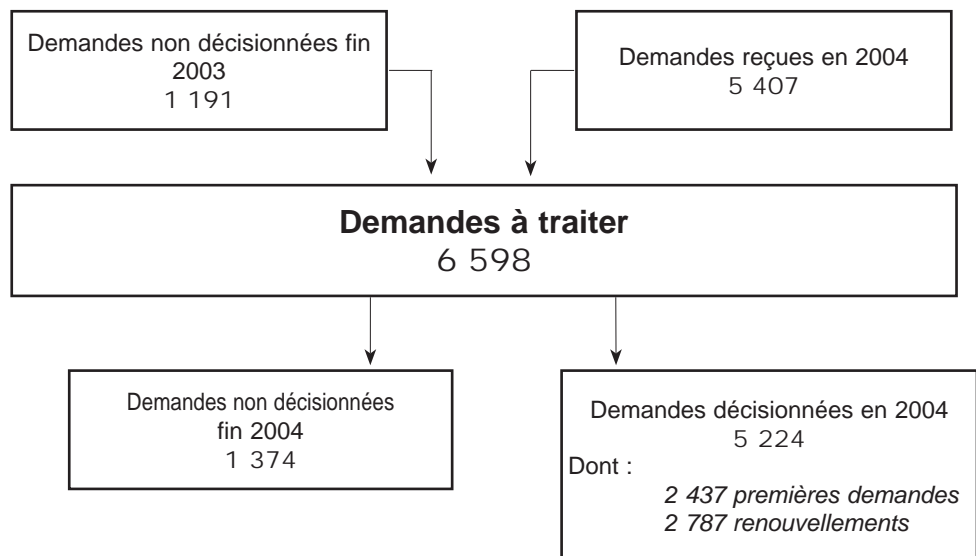 Demandes non décisionnées fin
2003
1 191
Demandes reçues en 2004
5 407
Demandes à traiter
6 598
Demandes non décisionnées
fin 2004
1 374
Demandes décisionnées en 2004
5 224
Dont :
2 437 premières demandes
2 787 renouvellements